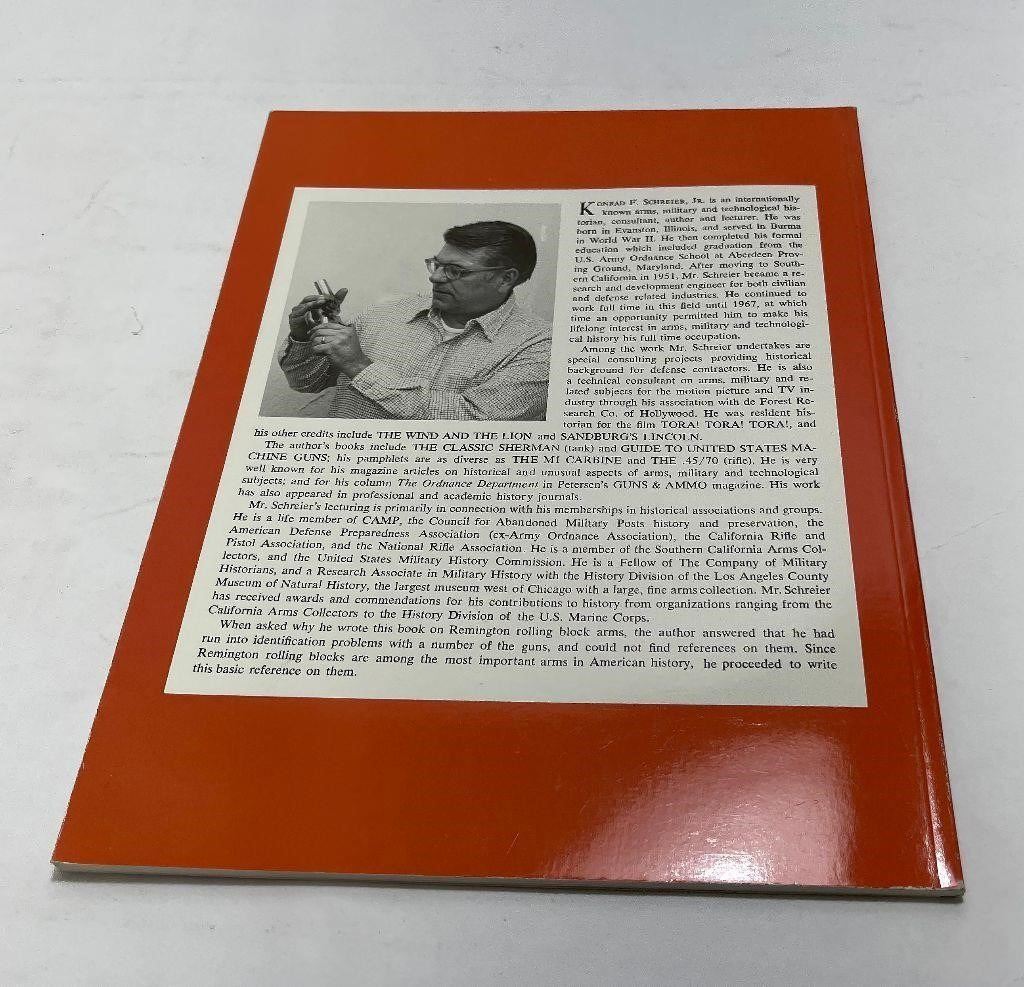 KONRAD F. SCHREIER, JR. is an internationally
known arms, military and technological his-
torian, consultant, author and lecturer. He was
born in Evanston, Illinois, and served in Burma
in World War II. He then completed his formal
education which included graduation from the
U.S. Army Ordnance School at Aberdeen Prov-
ing Ground, Maryland. After moving to South-
ern California in 1951, Mr. Schreier became a re-
search and development engineer for both civilian
and defense related industries. He continued to
work full time in this field until 1967, at which
time an opportunity permitted him to make his
lifelong interest in arms, military and technologi-
cal history his full time occupation.
Among the work Mr. Schreier undertakes are
special consulting projects providing historical
background for defense contractors. He is also
a technical consultant on arms, military and re-
lated subjects for the motion picture and TV in-
dustry through his association with de Forest Re-
search Co. of Hollywood. He was resident his-
torian for the film TORA! TORA! TORA!, and
his other credits include THE WIND AND THE LION and SANDBURG'S LINCOLN.
The author's books include THE CLASSIC SHERMAN (tank) and GUIDE TO UNITED STATES MA-
CHINE GUNS; his pamphlets are as diverse as THE M1 CARBINE and THE .45/70 (rifle). He is very
well known for his magazine articles on historical and unusual aspects of arms, military and technological
subjects; and for his column The Ordnance Department in Petersen's GUNS & AMMO magazine. His work
has also appeared in professional and academic history journals.
Mr. Schreier's lecturing is primarily in connection with his memberships in historical associations and groups.
He is a life member of CAMP, the Council for Abandoned Military Posts history and preservation, the
American Defense Preparedness Association (ex-Army Ordnance Association), the California Rifle and
Pistol Association, and the National Rifle Association. He is a member of the Southern California Arms Col-
lectors, and the United States Military History Commission. He is a Fellow of The Company of Military
Historians, and a Research Associate in Military History with the History Division of the Los Angeles County
Museum of Natural History, the largest museum west of Chicago with a large, fine arms collection. Mr. Schreier
has received awards and commendations for his contributions to history from organizations ranging from the
California Arms Collectors to the History Division of the U.S. Marine Corps.
When asked why he wrote this book on Remington rolling block arms, the author answered that he had
run into identification problems with a number of the guns, and could not find references on them. Since
Remington rolling blocks are among the most important arms in American history, he proceeded to write
this basic reference on them.